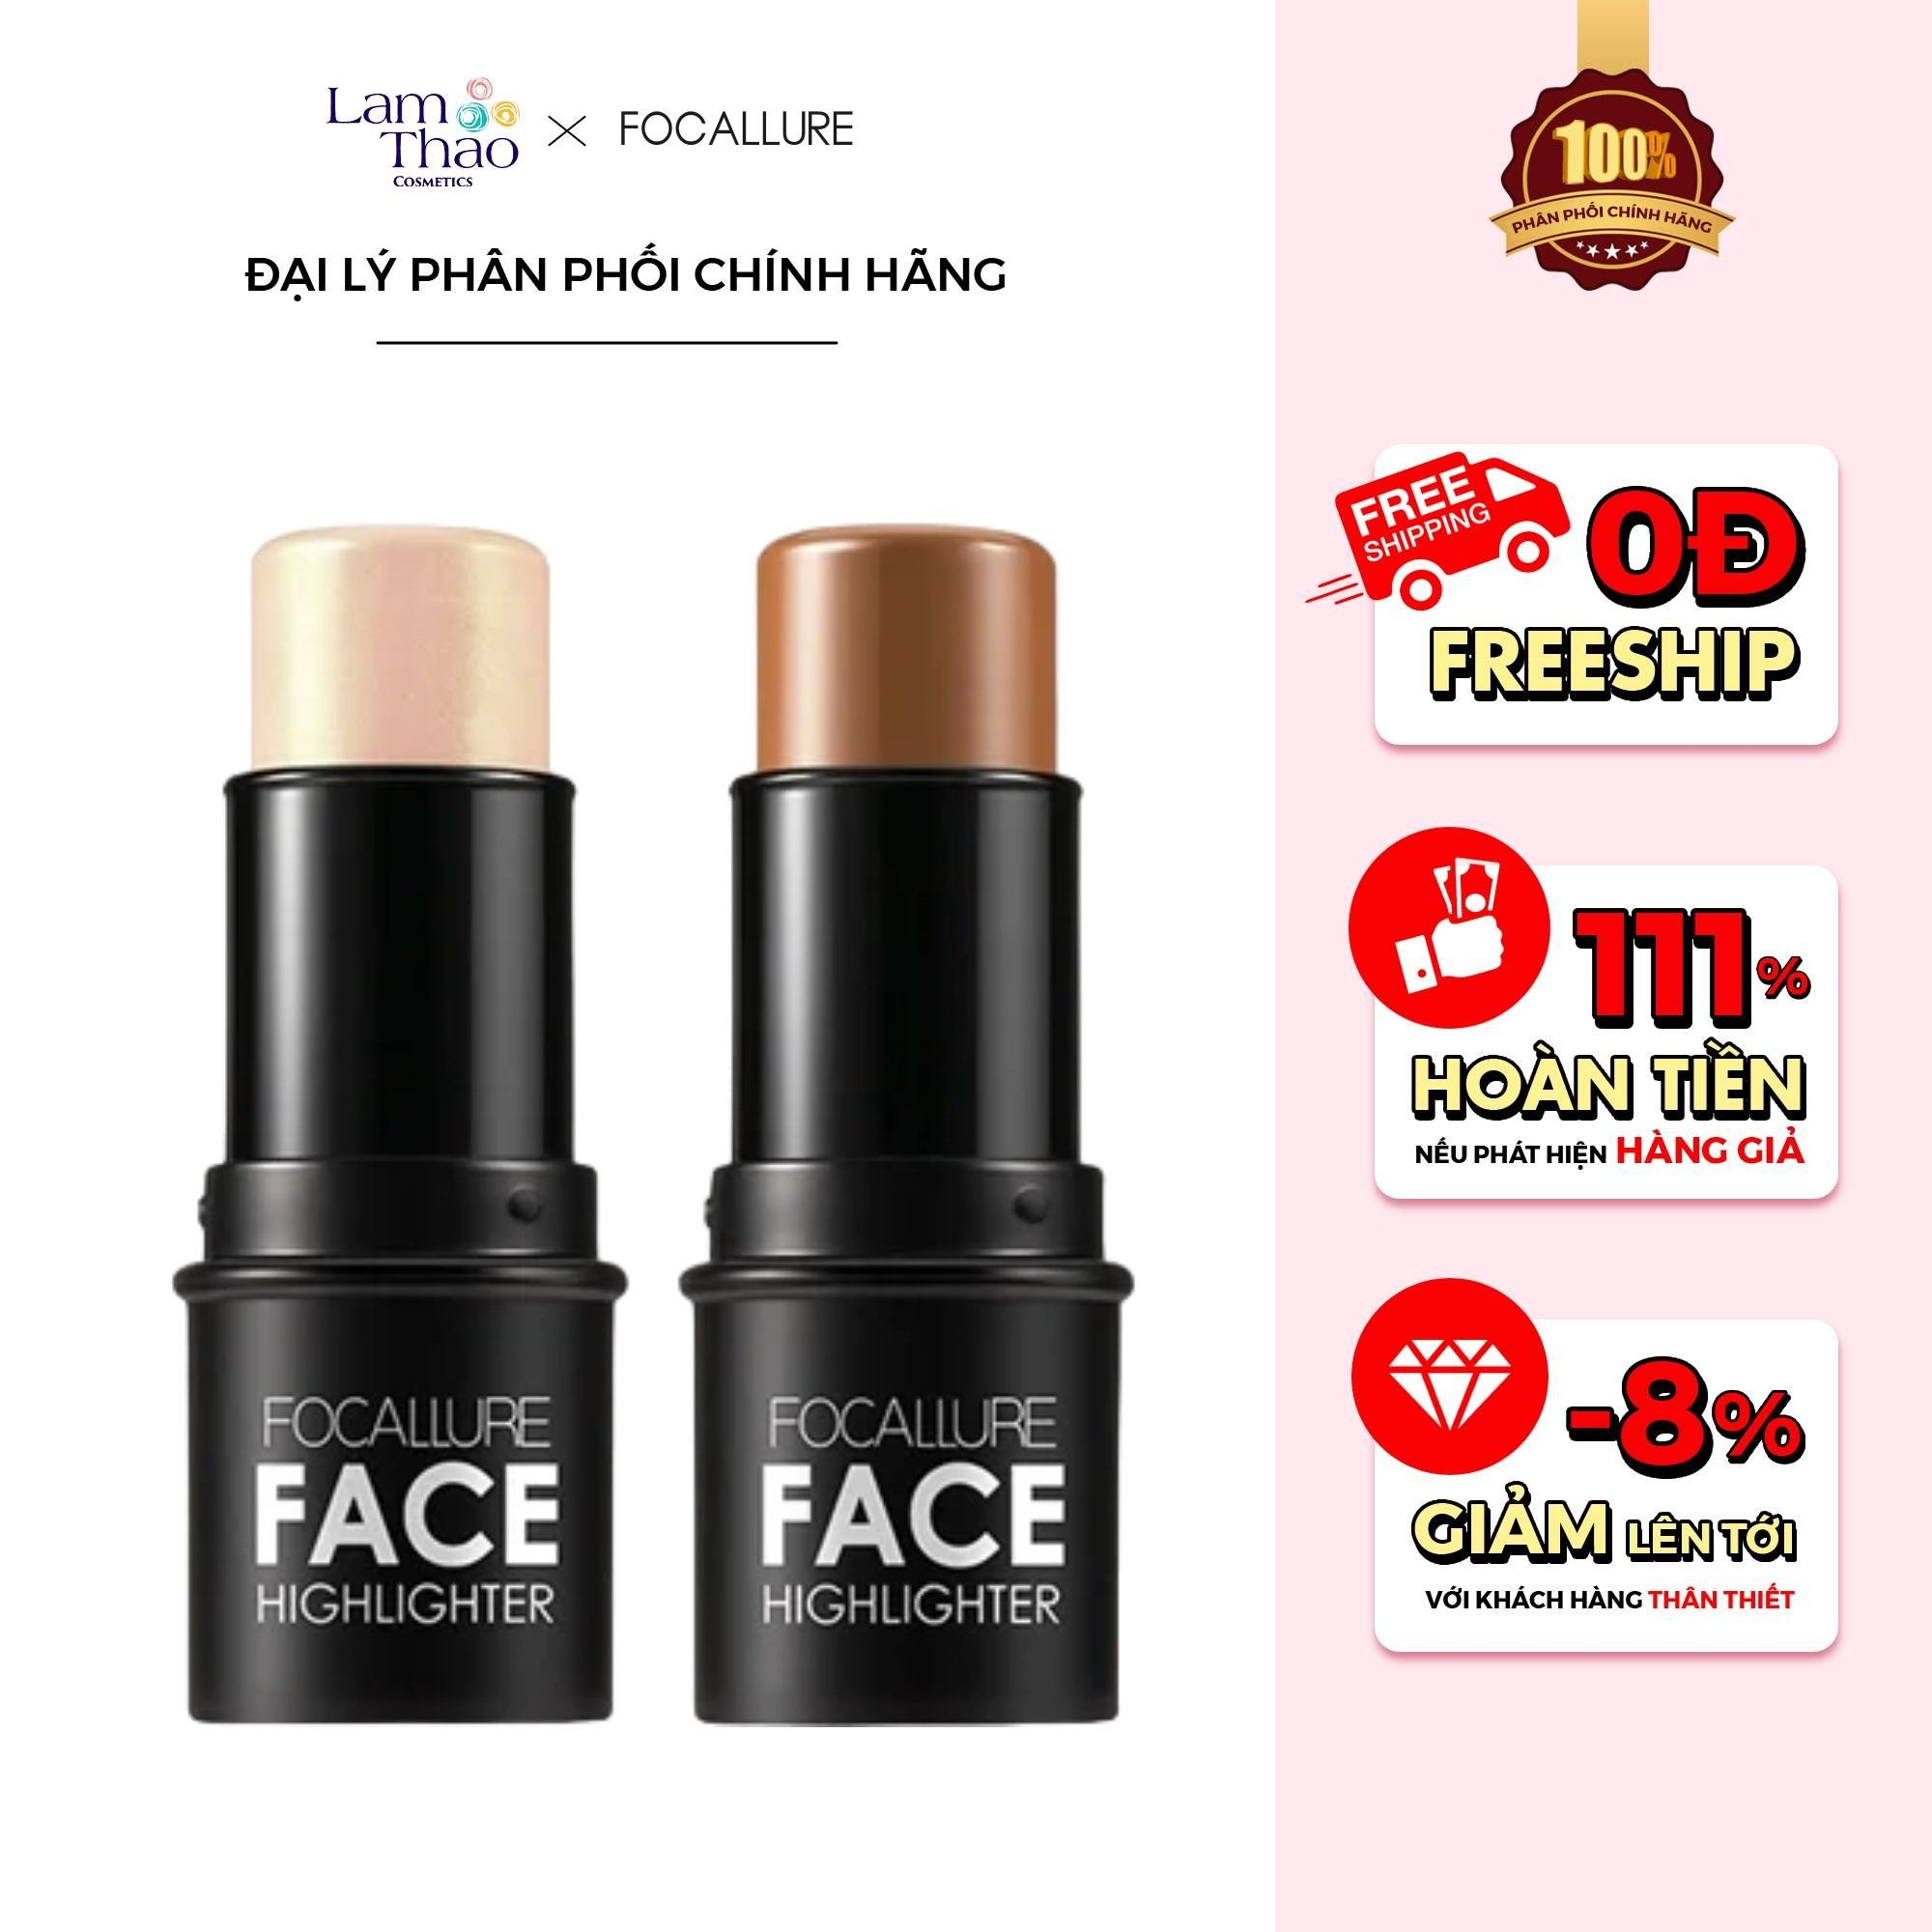 Lam
Thao
COSMETICS
FOCALLURE
ĐẠI LÝ PHÂN PHỐI CHÍNH HÃNG
FOCALLURE
FACE
HIGHLIGHTER
FOCALLURE
FACE
HIGHLIGHTER
100%
PHÂN PHỐI CHÍNH HÃNG
FREE
SHIPPING
0Đ
FREESHIP
111%
HOÀN TIỀN
NẾU PHÁT HIỆN HÀNG GIẢ
-8%
GIẢM LÊN TỚI
VỚI KHÁCH HÀNG THÂN THIẾT